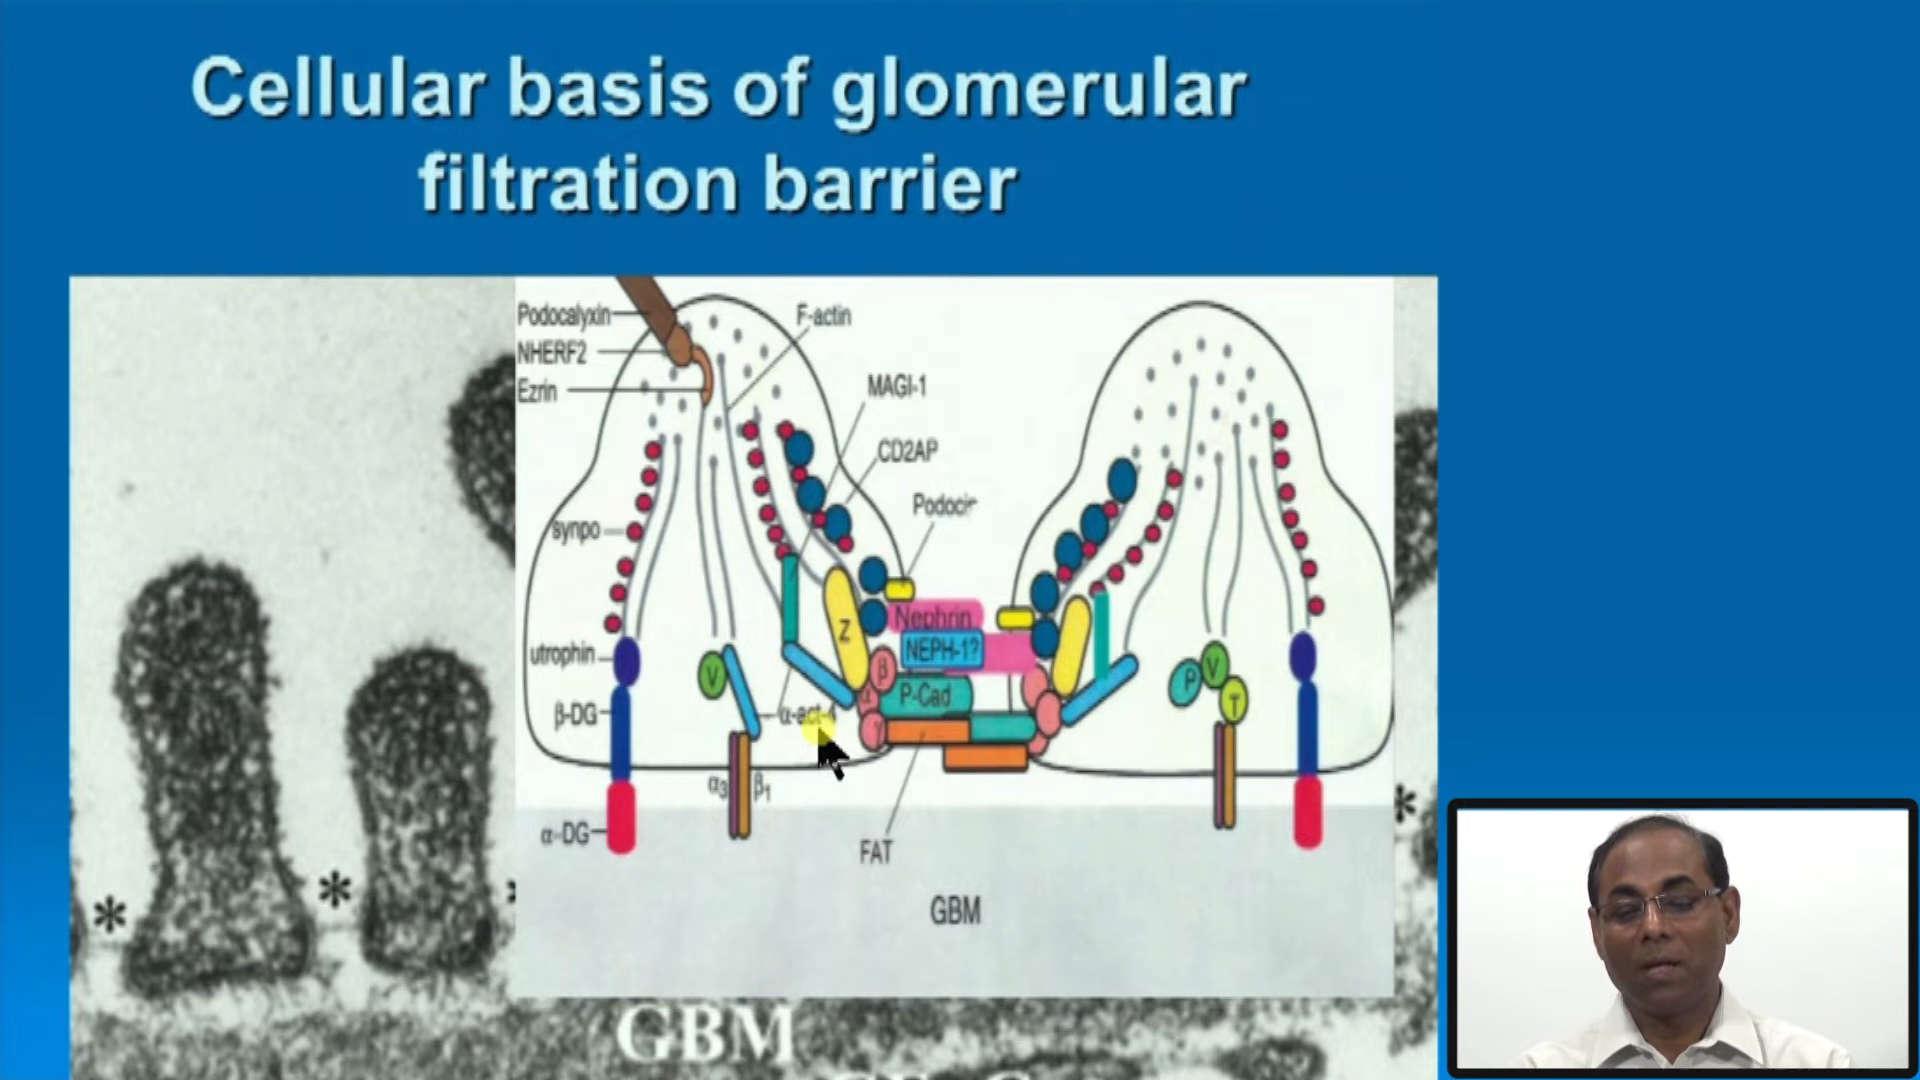 Cellular basis of glomerular
filtration barrier
Podocalyxin
F-actin
NHERF2
Ezrin
MAGI-1
CD2AP
synpo
Nephrin
NEPH-1?
utrophin
Z
β
V
P
V
T
P-Cad
α
β-DG
α-act-4
γ
α3
β1
α-DG
FAT
GBM
*
*
*
GBM